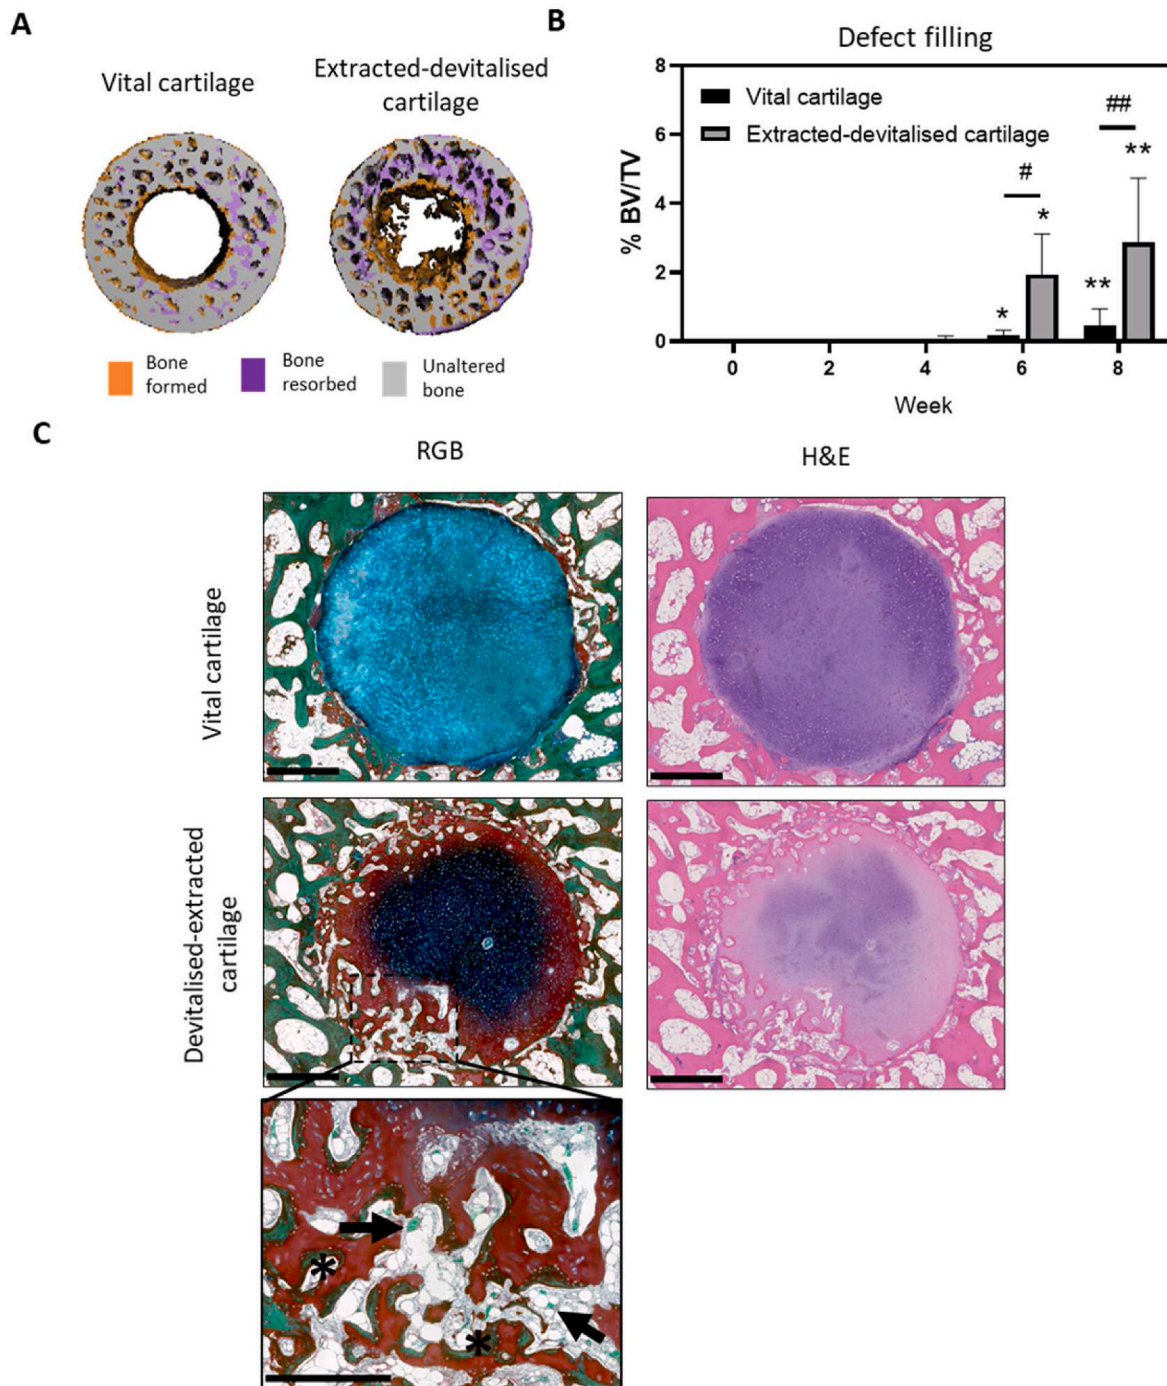 A
Vital cartilage
Extracted-devitalised
cartilage
Bone
formed
Bone
resorbed
Unaltered
bone
B
Defect filling
8
6
4
2
0
% BV/TV
Vital cartilage
Extracted-devitalised cartilage
#
##
*
*
**
**
0
2
4
6
8
Week
C
RGB
H&E
Vital cartilage
Devitalised-extracted
cartilage
*
*